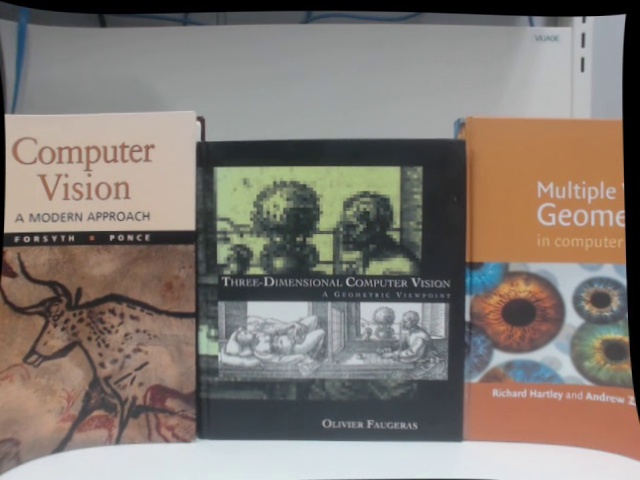 Computer
Vision
A MODERN APPROACH
FORSYTH ▪ PONCE
THREE-DIMENSIONAL COMPUTER VISION
A GEOMETRIC VIEWPOINT
OLIVIER FAUGERAS
Multiple
Geome
in computer
Richard Hartley and Andrew Z